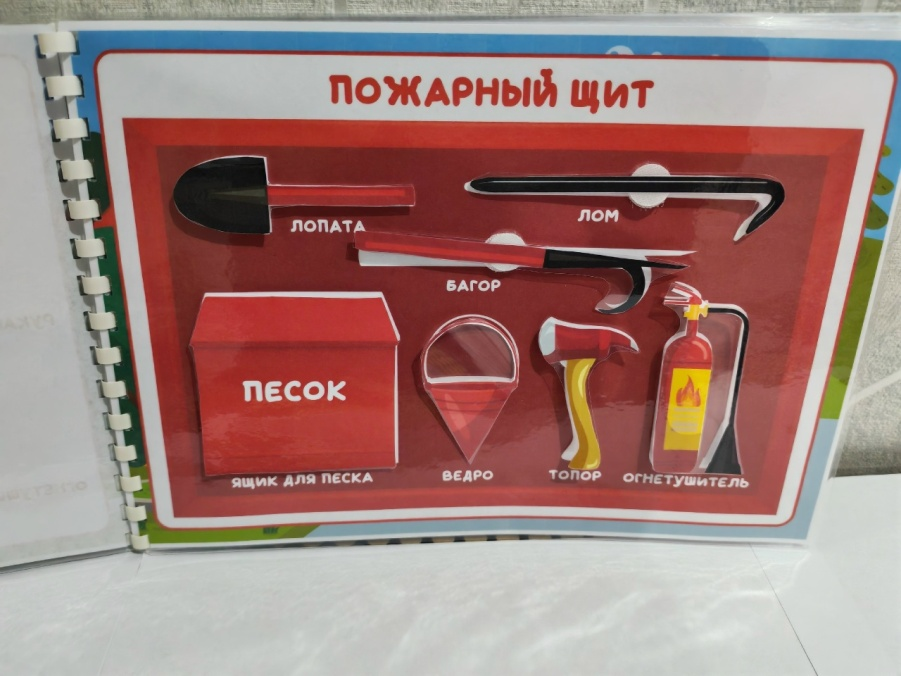 ПОЖАРНЫЙ ЩИТ
ЛОПАТА
ЛОМ
БАГОР
ПЕСОК
ЯЩИК ДЛЯ ПЕСКА
ВЕДРО
ТОПОР
ОГНЕТУШИТЕЛЬ